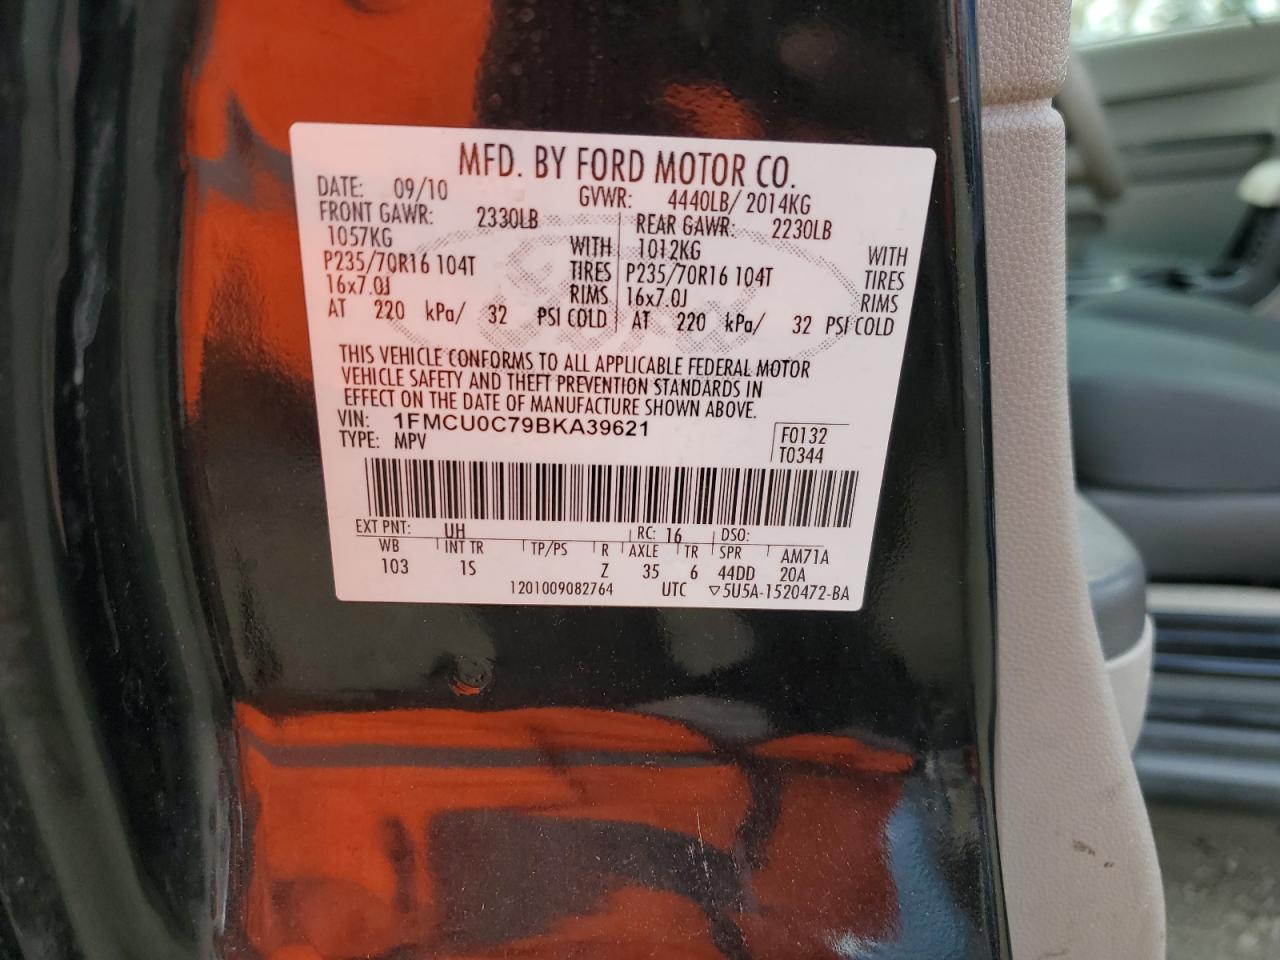 MFD. BY FORD MOTOR CO.
DATE: 09/10 GVWR: 4440LB/ 2014KG
FRONT GAWR: 2330LB REAR GAWR: 2230LB
1057KG WITH 1012KG WITH
P235/70R16 104T TIRES P235/70R16 104T TIRES
16x7.0J RIMS 16x7.0J RIMS
AT 220 kPa/ 32 PSI COLD AT 220 kPa/ 32 PSI COLD
THIS VEHICLE CONFORMS TO ALL APPLICABLE FEDERAL MOTOR
VEHICLE SAFETY AND THEFT PREVENTION STANDARDS IN
EFFECT ON THE DATE OF MANUFACTURE SHOWN ABOVE.
VIN: 1FMCU0C79BKA39621 F0132
TYPE: MPV T0344
EXT PNT: UH RC: 16 DSO:
WB INT TR TP/PS R AXLE TR SPR AM71A
103 1S Z 35 6 44DD 20A
1201009082764 UTC ▽5U5A-1520472-BA